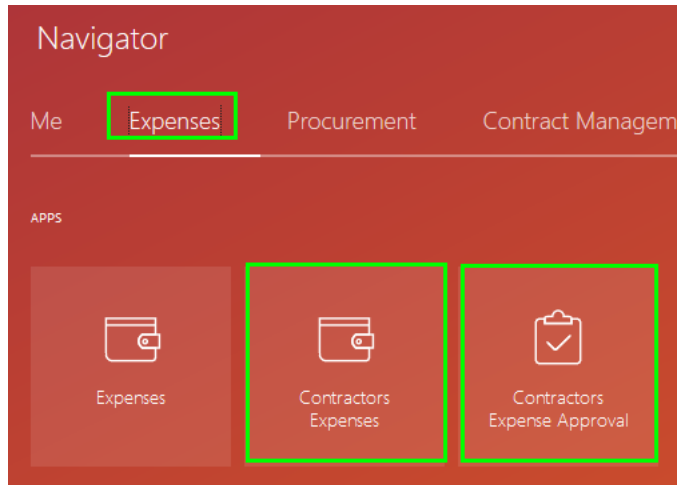 Navigator
Me Expenses Procurement Contract Managem
APPS
Expenses
Contractors
Expenses
Contractors
Expense Approval